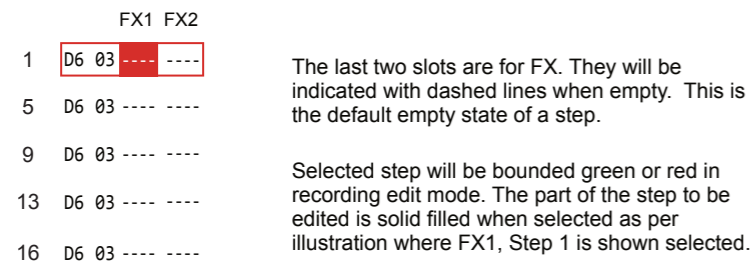 FX1 FX2
1 D6 03 ---- ----
5 D6 03 ---- ----
9 D6 03 ---- ----
13 D6 03 ---- ----
16 D6 03 ---- ----
The last two slots are for FX. They will be
indicated with dashed lines when empty.  This is
the default empty state of a step.
Selected step will be bounded green or red in
recording edit mode. The part of the step to be
edited is solid filled when selected as per
illustration where FX1, Step 1 is shown selected.